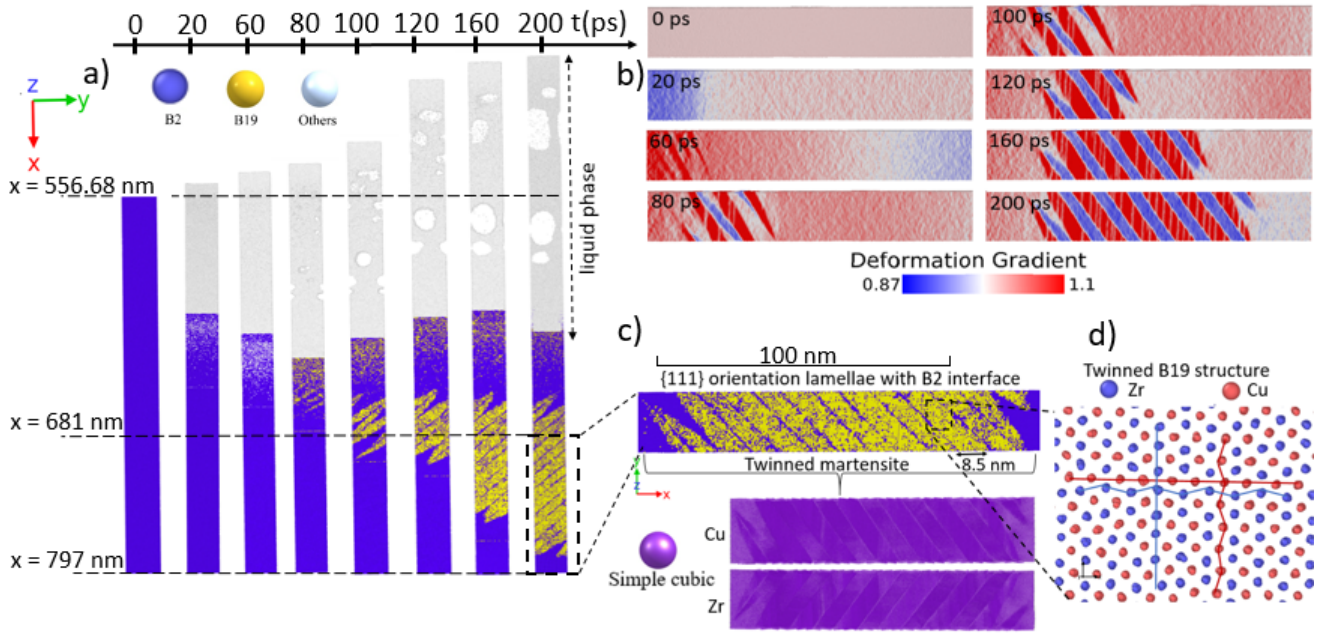 0 20 60 80 100 120 160 200 t(ps)
a)
z
y
x
B2 B19 Others
x = 556.68 nm
x = 681 nm
x = 797 nm
liquid phase
b)
0 ps
20 ps
60 ps
80 ps
100 ps
120 ps
160 ps
200 ps
Deformation Gradient
0.87 1.1
c)
100 nm
{111} orientation lamellae with B2 interface
Twinned martensite
8.5 nm
z
x
Cu
Zr
Simple cubic
d)
Twinned B19 structure
Zr Cu